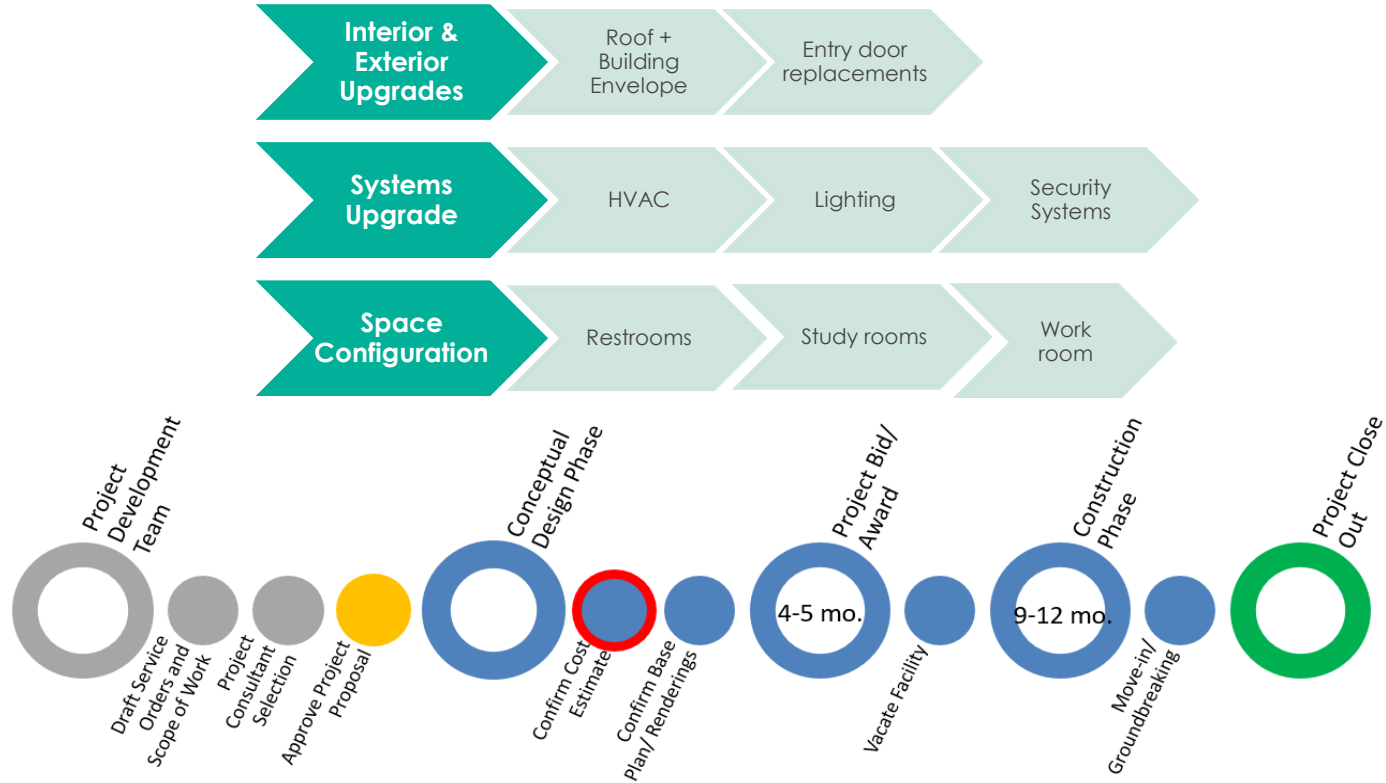 Interior &
Exterior
Upgrades
Roof +
Building
Envelope
Entry door
replacements
Systems
Upgrade
HVAC
Lighting
Security
Systems
Space
Configuration
Restrooms
Study rooms
Work
room
Project
Development
Team
Draft Service
Orders and
Scope of Work
Project
Consultant
Selection
Approve Project
Proposal
Conceptual
Design Phase
Confirm Cost
Estimate
Confirm Base
Plan/ Renderings
Project Bid/
Award
4-5 mo.
Vacate Facility
Construction
Phase
9-12 mo.
Move-in/
Groundbreaking
Project Close
Out